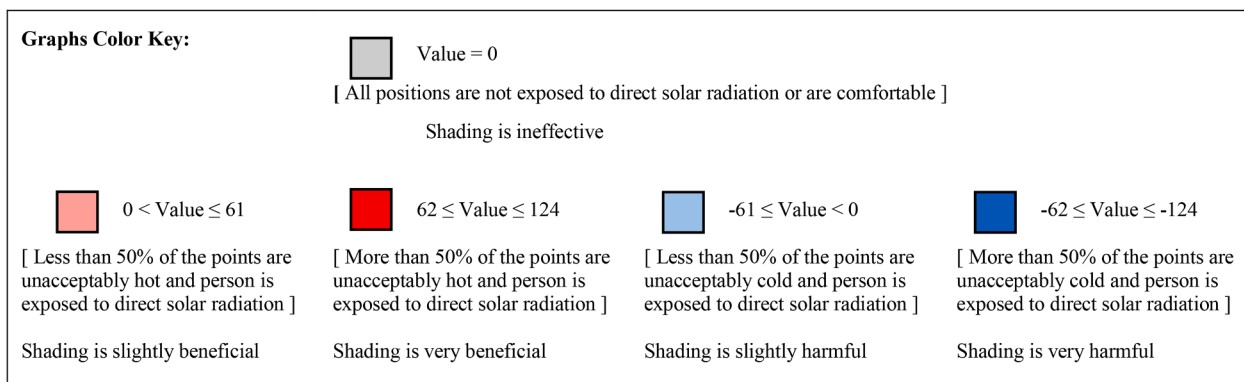 Graphs Color Key:
Value = 0
[ All positions are not exposed to direct solar radiation or are comfortable ]
Shading is ineffective
0 < Value ≤ 61
[ Less than 50% of the points are
unacceptably hot and person is
exposed to direct solar radiation ]
Shading is slightly beneficial
62 ≤ Value ≤ 124
[ More than 50% of the points are
unacceptably hot and person is
exposed to direct solar radiation ]
Shading is very beneficial
-61 ≤ Value < 0
[ Less than 50% of the points are
unacceptably cold and person is
exposed to direct solar radiation ]
Shading is slightly harmful
-62 ≤ Value ≤ -124
[ More than 50% of the points are
unacceptably cold and person is
exposed to direct solar radiation ]
Shading is very harmful